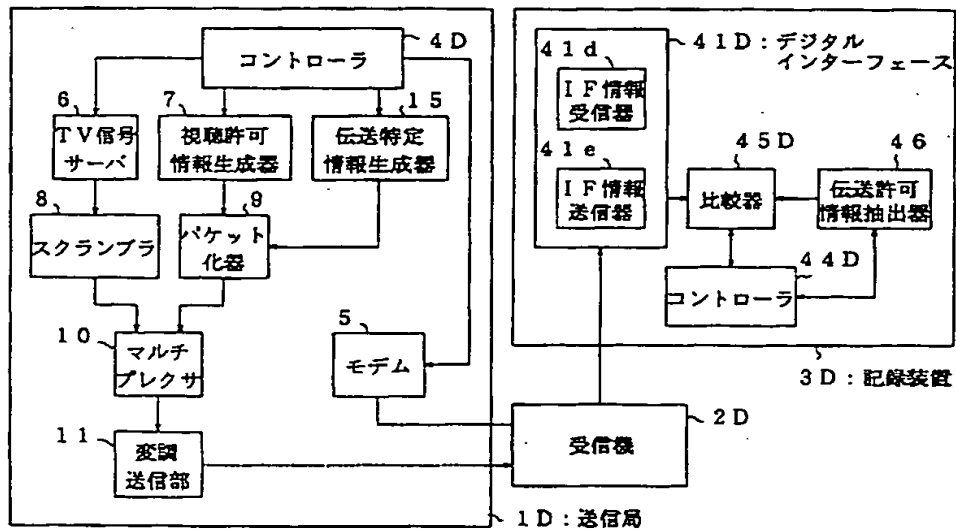 4D
コントローラ
6
TV信号
サーバ
7
視聴許可
情報生成器
15
伝送特定
情報生成器
8
スクランブラ
9
パケット
化器
10
マルチ
プレクサ
5
モデム
11
変調
送信部
1D:送信局
受信機
2D
41D:デジタル
インターフェース
41d
IF情報
受信器
41e
IF情報
送信器
45D
比較器
46
伝送許可
情報抽出器
44D
コントローラ
3D:記録装置